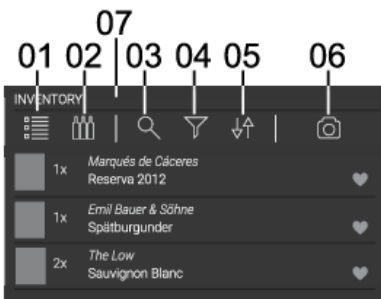 07
01 02 03 04 05 06
INVENTORY
1x Marqués de Cáceres
Reserva 2012
1x Emil Bauer & Söhne
Spätburgunder
2x The Low
Sauvignon Blanc